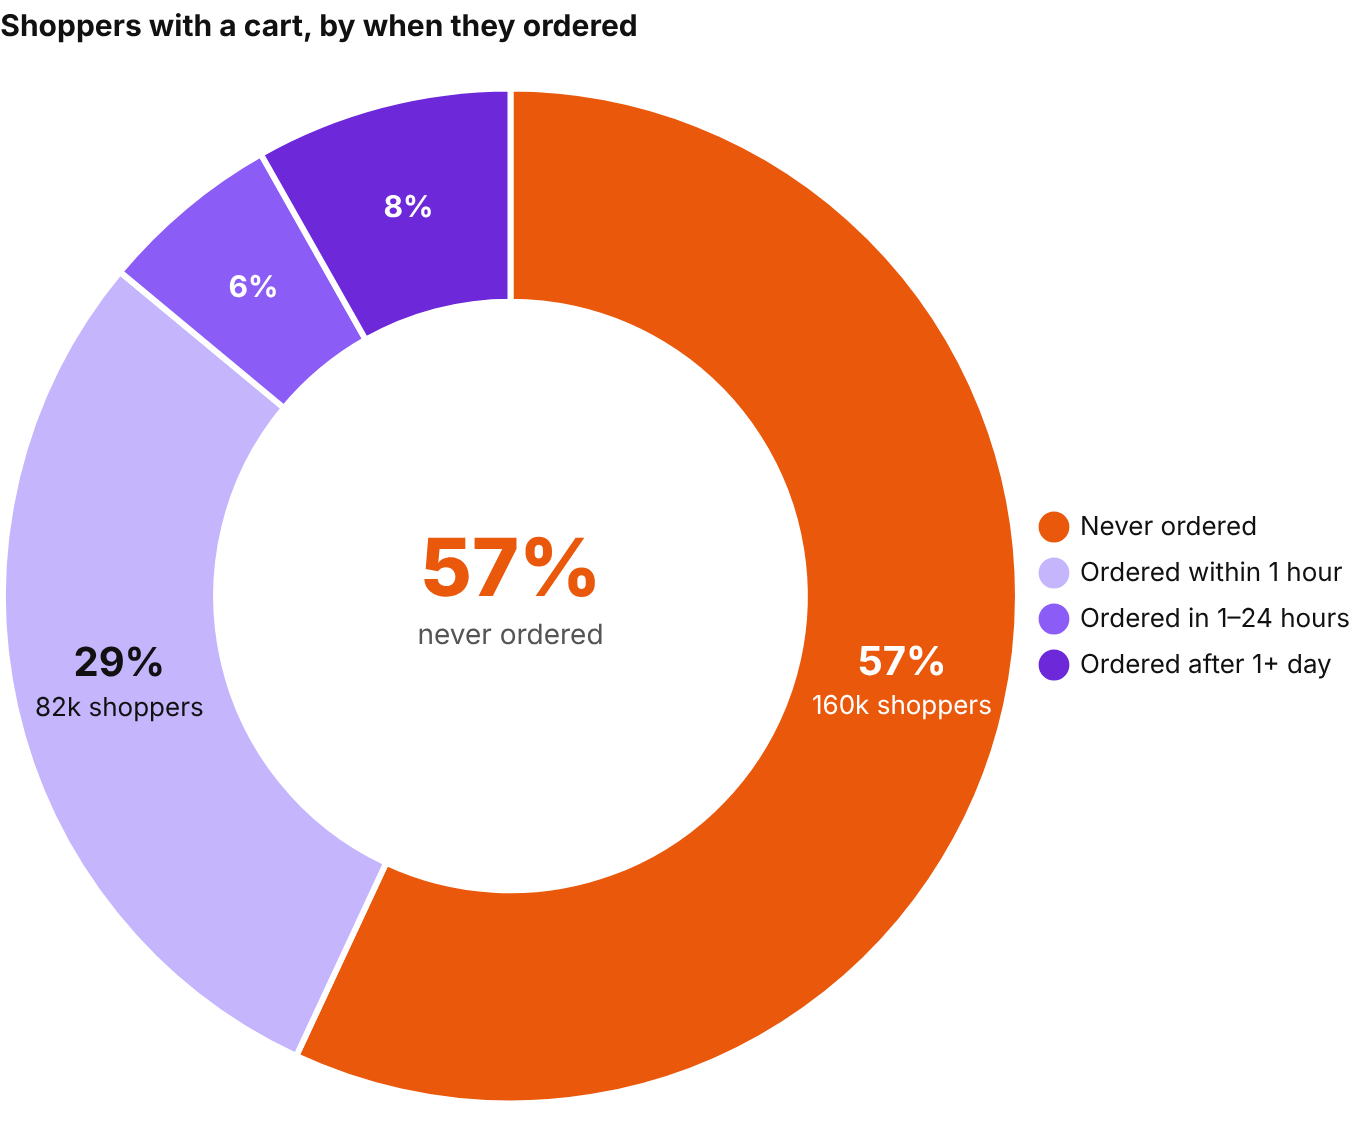 Shoppers with a cart, by when they ordered
8%
6%
57%
never ordered
29%
82k shoppers
57%
160k shoppers
Never ordered
Ordered within 1 hour
Ordered in 1–24 hours
Ordered after 1+ day